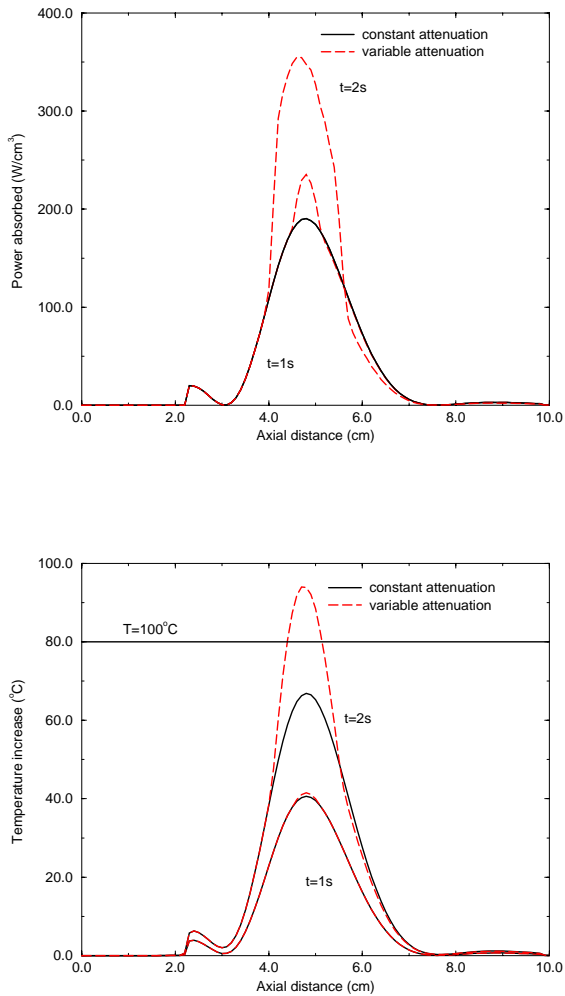 400.0
300.0
200.0
100.0
0.0
Power absorbed (W/cm³)
constant attenuation
variable attenuation
t=2s
t=1s
0.0 2.0 4.0 6.0 8.0 10.0
Axial distance (cm)
100.0
80.0
60.0
40.0
20.0
0.0
Temperature increase (°C)
constant attenuation
variable attenuation
T=100°C
t=2s
t=1s
0.0 2.0 4.0 6.0 8.0 10.0
Axial distance (cm)